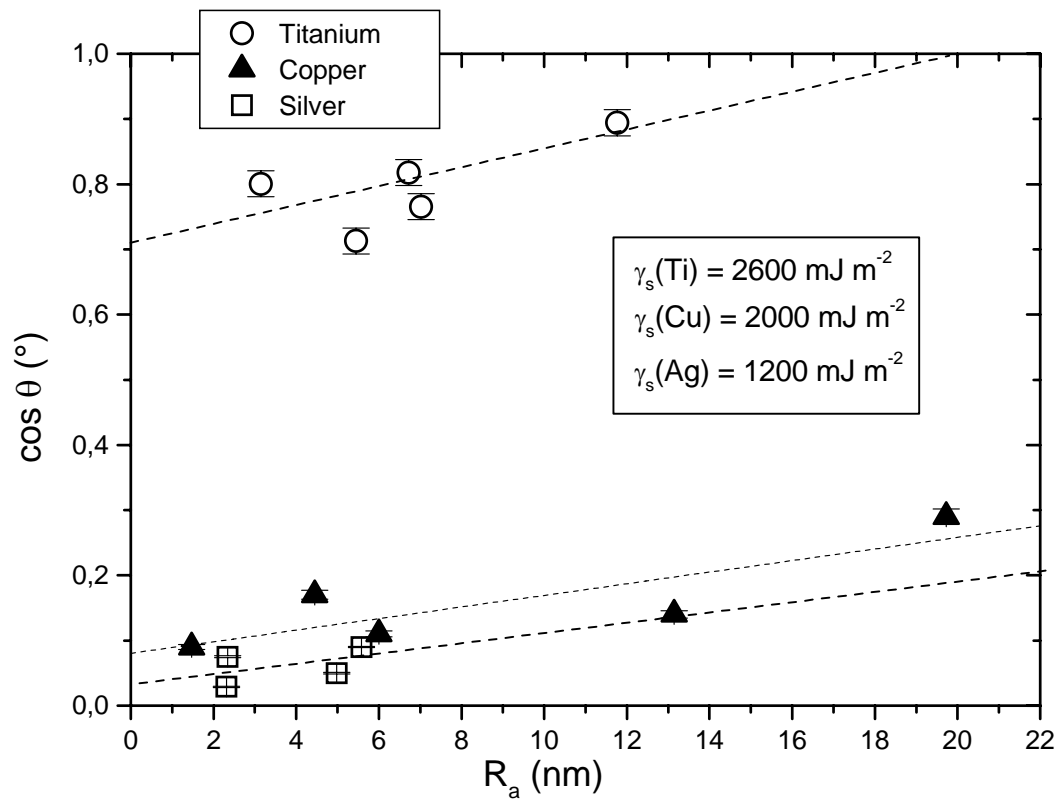 Titanium
Copper
Silver
1,0
0,8
0,6
0,4
0,2
0,0
cos θ (°)
γs(Ti) = 2600 mJ m-2
γs(Cu) = 2000 mJ m-2
γs(Ag) = 1200 mJ m-2
0 2 4 6 8 10 12 14 16 18 20 22
Ra (nm)